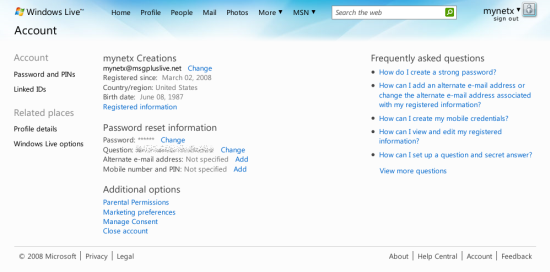 Windows Live™ Home Profile People Mail Photos More ▾ MSN ▾ Search the web mynetx ▾
sign out
Account
Account
Password and PINs
Linked IDs
Related places
Profile details
Windows Live options
mynetx Creations
mynetx@msgpluslive.net Change
Registered since: March 02, 2008
Country/region: United States
Birth date: June 08, 1987
Registered information
Password reset information
Password: ****** Change
Question: Change
Alternate e-mail address: Not specified Add
Mobile number and PIN: Not specified Add
Additional options
Parental Permissions
Marketing preferences
Manage Consent
Close account
Frequently asked questions
How do I create a strong password?
How can I add an alternate e-mail address or
change the alternate e-mail address associated
with my registered information?
How can I create my mobile credentials?
How can I view and edit my registered
information?
How can I set up a question and secret answer?
View more questions
© 2008 Microsoft | Privacy | Legal About | Help Central | Account | Feedback